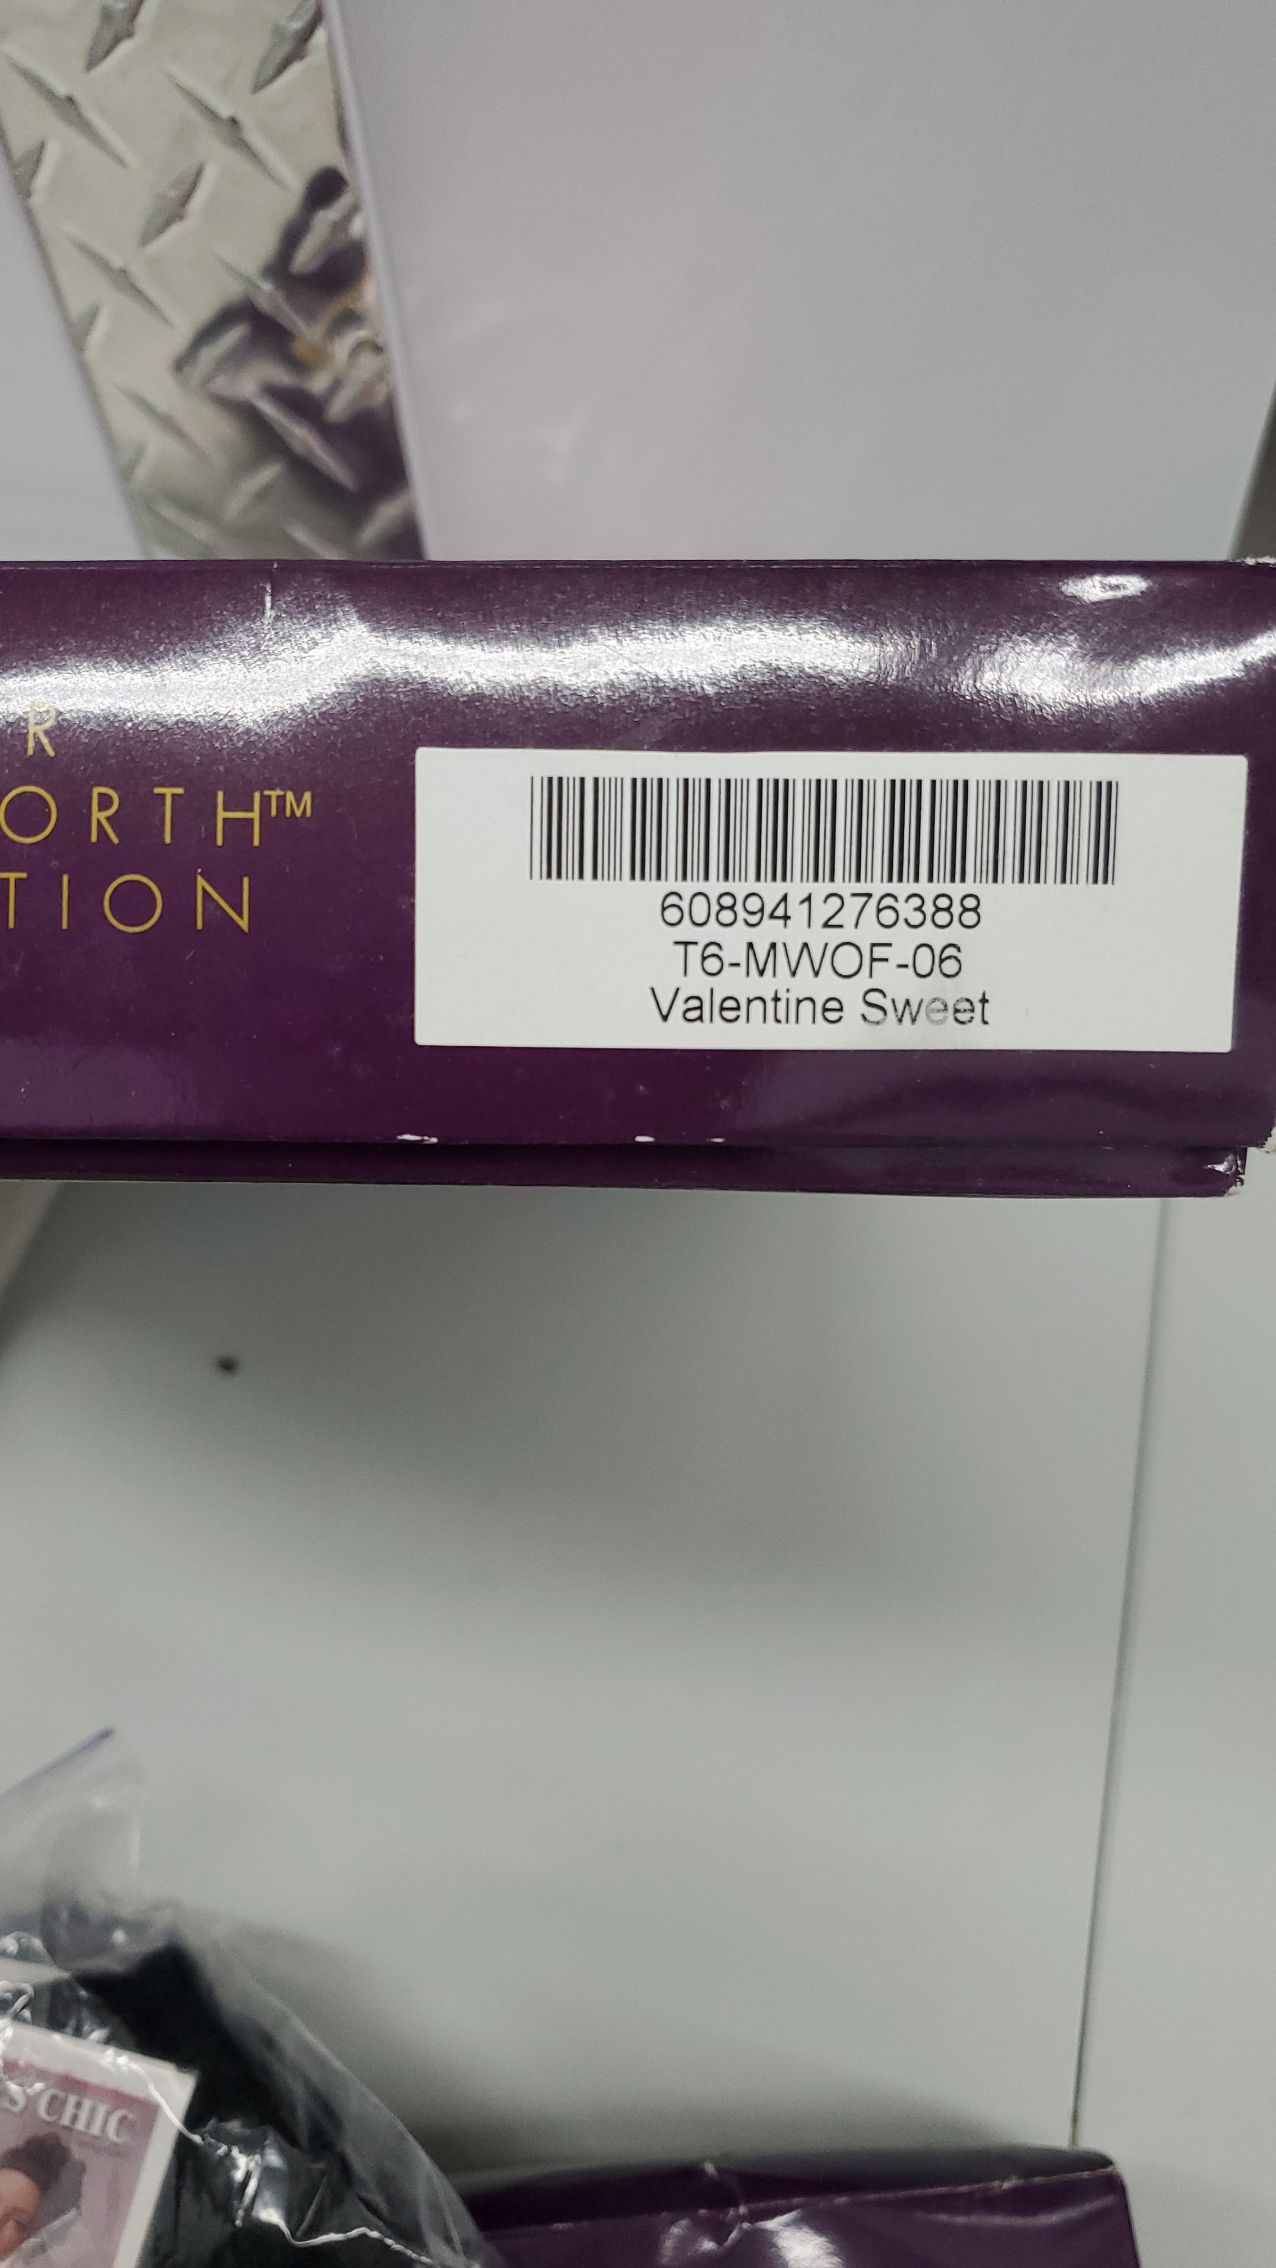 R
ORTH™
TION
608941276388
T6-MWOF-06
Valentine Sweet
CHIC